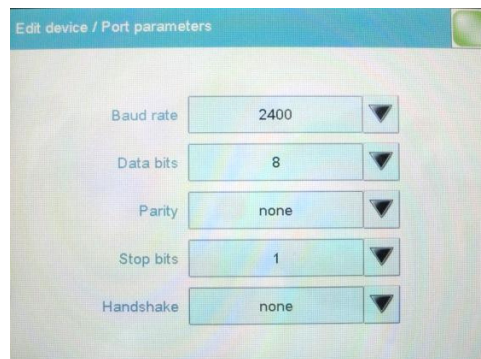 Edit device / Port parameters
Baud rate 2400
Data bits 8
Parity none
Stop bits 1
Handshake none